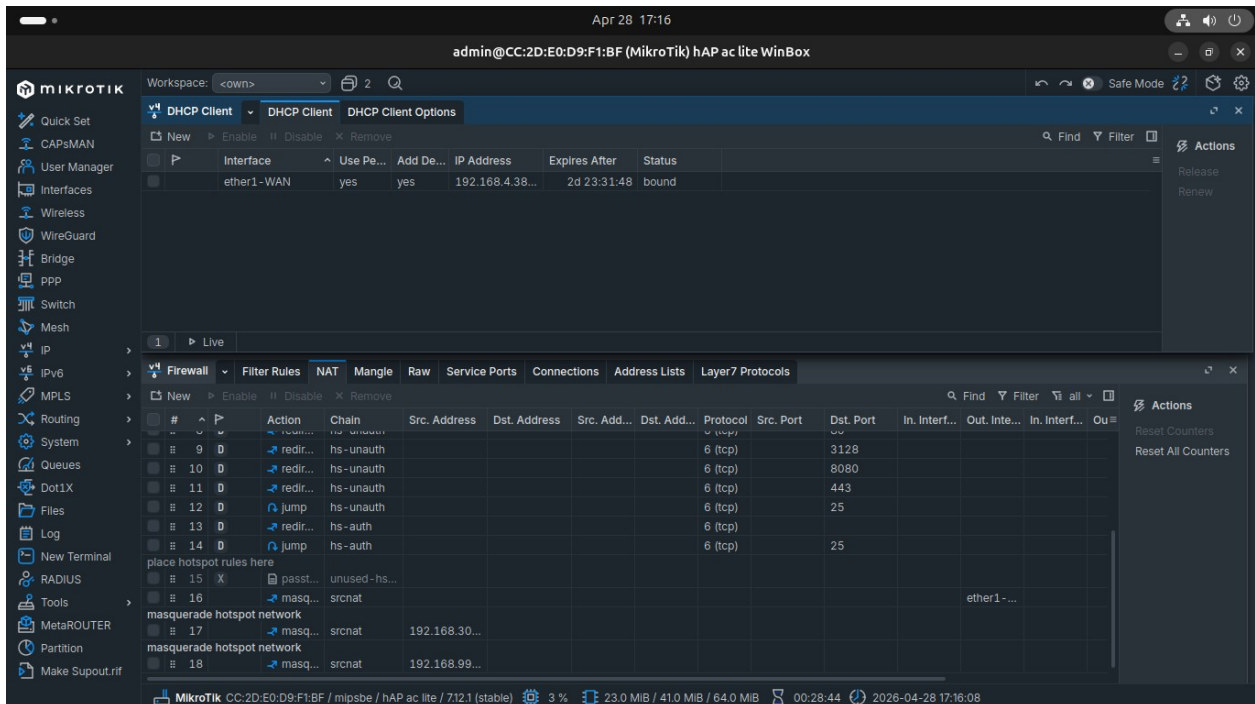 Apr 28 17:16
admin@CC:2D:E0:D9:F1:BF (MikroTik) hAP ac lite WinBox
MIKROTIK
Workspace: <own> 2 Safe Mode
Quick Set
CAPsMAN
User Manager
Interfaces
Wireless
WireGuard
Bridge
PPP
Switch
Mesh
IP
IPv6
MPLS
Routing
System
Queues
Dot1X
Files
Log
New Terminal
RADIUS
Tools
MetaROUTER
Partition
Make Supout.rif
DHCP Client DHCP Client DHCP Client Options
New Enable Disable Remove Find Filter
Interface Use Pe... Add De... IP Address Expires After Status
ether1-WAN yes yes 192.168.4.38... 2d 23:31:48 bound
Actions
Release
Renew
1 Live
Firewall Filter Rules NAT Mangle Raw Service Ports Connections Address Lists Layer7 Protocols
New Enable Disable Remove Find Filter all
# Action Chain Src. Address Dst. Address Src. Add... Dst. Add... Protocol Src. Port Dst. Port In. Interf... Out. Inte... In. Interf... Ou
9 D redir... hs-unauth 6 (tcp) 3128
10 D redir... hs-unauth 6 (tcp) 8080
11 D redir... hs-unauth 6 (tcp) 443
12 D jump hs-unauth 6 (tcp) 25
13 D redir... hs-auth 6 (tcp)
14 D jump hs-auth 6 (tcp) 25
place hotspot rules here
15 X passt... unused-hs...
16 masq... srcnat ether1-...
masquerade hotspot network
17 masq... srcnat 192.168.30...
masquerade hotspot network
18 masq... srcnat 192.168.99...
Actions
Reset Counters
Reset All Counters
MikroTik CC:2D:E0:D9:F1:BF / mipsbe / hAP ac lite / 7.12.1 (stable) 3 % 23.0 MiB / 41.0 MiB / 64.0 MiB 00:28:44 2026-04-28 17:16:08